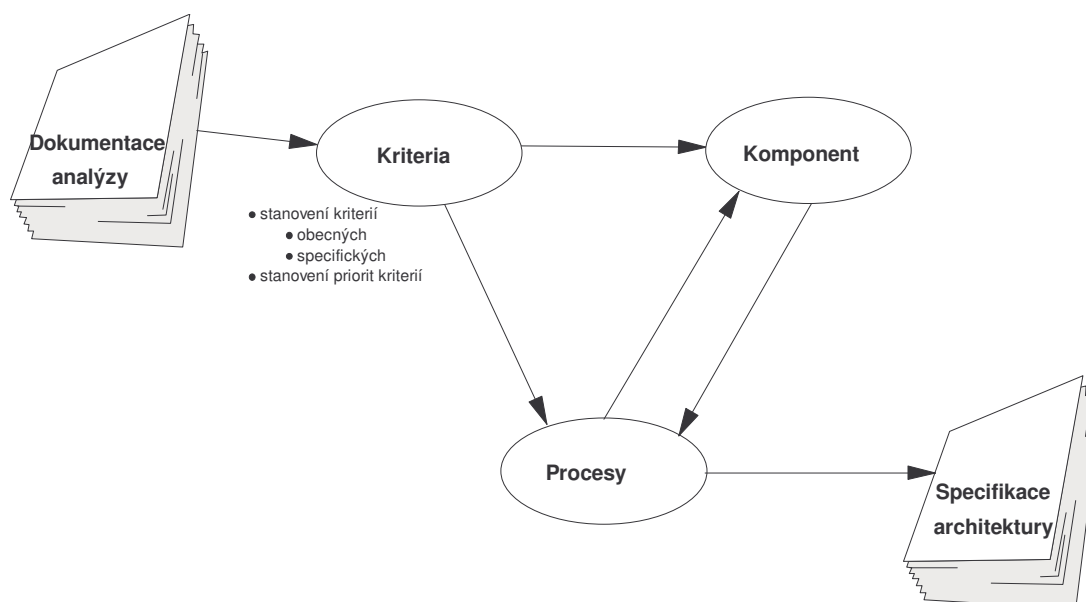 Dokumentace
analýzy
Kriteria
Komponent
● stanovení kriterií
● obecných
● specifických
● stanovení priorit kriterií
Procesy
Specifikace
architektury